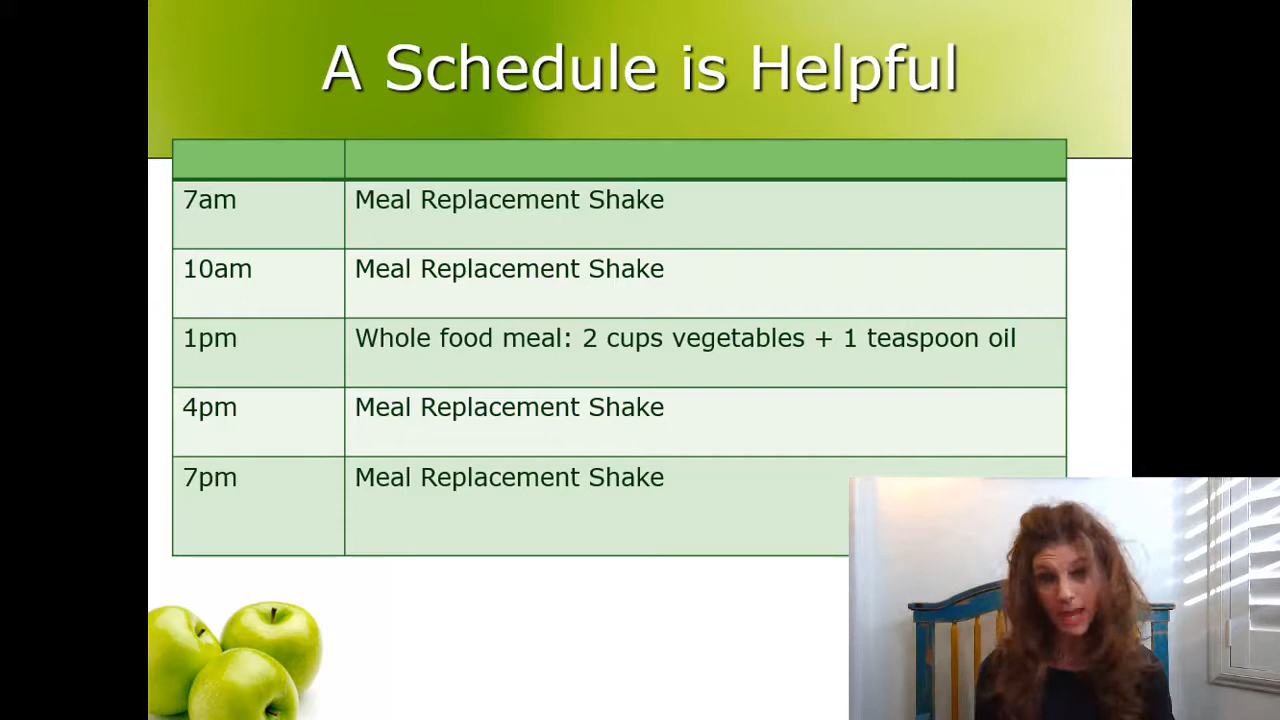 A Schedule is Helpful
7am Meal Replacement Shake
10am Meal Replacement Shake
1pm Whole food meal: 2 cups vegetables + 1 teaspoon oil
4pm Meal Replacement Shake
7pm Meal Replacement Shake